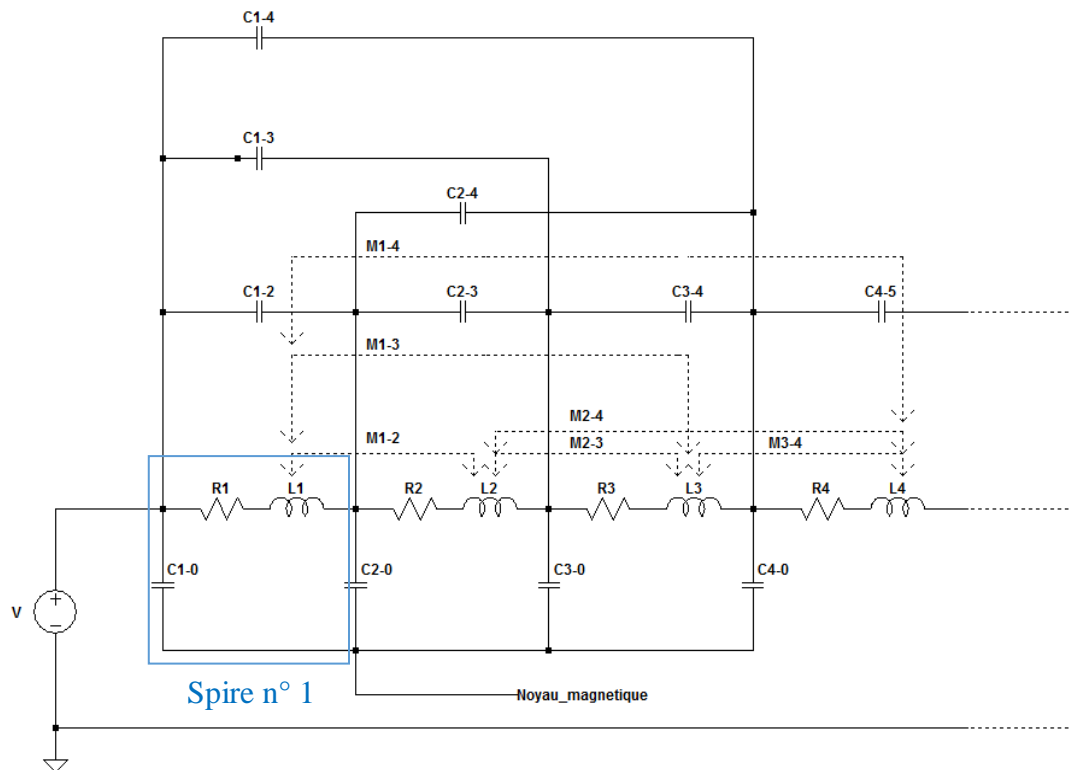 C1-4
C1-3
C2-4
M1-4
C1-2 C2-3 C3-4 C4-5
M1-3
M2-4
M1-2 M2-3 M3-4
R1 L1 R2 L2 R3 L3 R4 L4
C1-0 C2-0 C3-0 C4-0
V
Spire n° 1
Noyau_magnetique